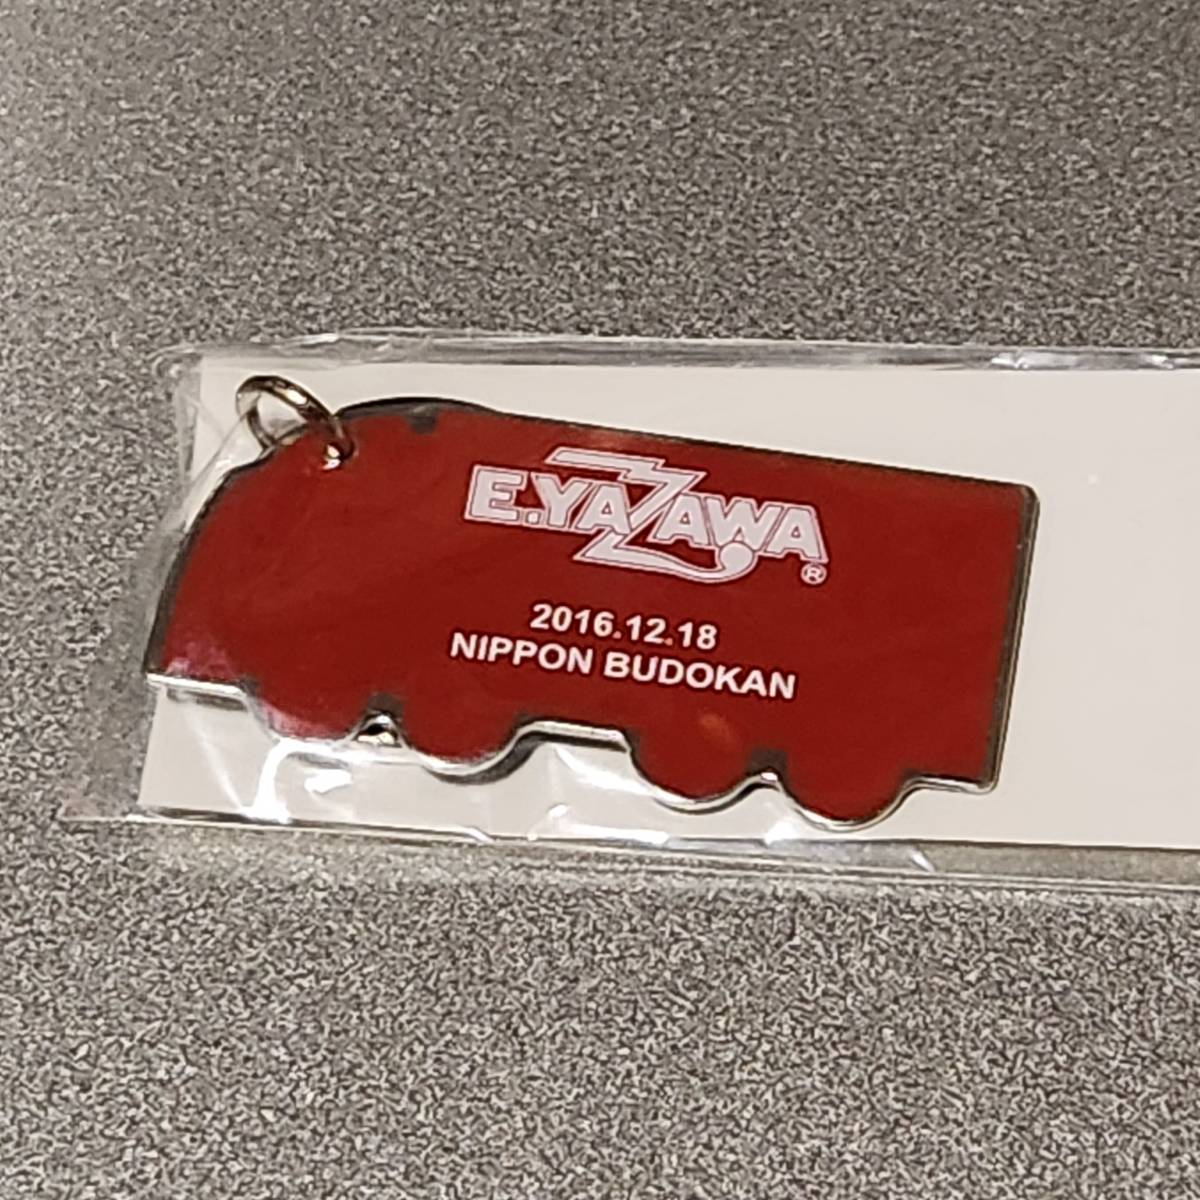 E.YAZAWA®
2016.12.18
NIPPON BUDOKAN